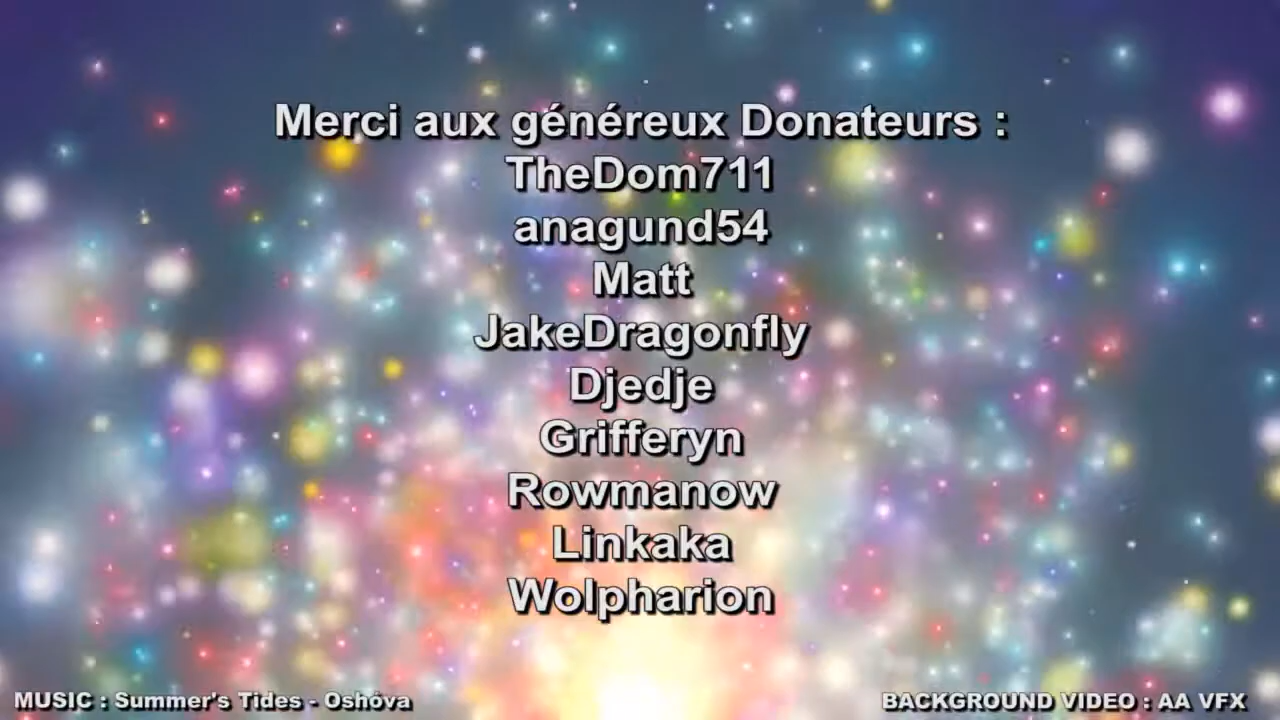 Merci aux généreux Donateurs :
TheDom711
anagund54
Matt
JakeDragonfly
Djedje
Grifferyn
Rowmanow
Linkaka
Wolpharion
MUSIC : Summer's Tides - Oshóva
BACKGROUND VIDEO : AA VFX